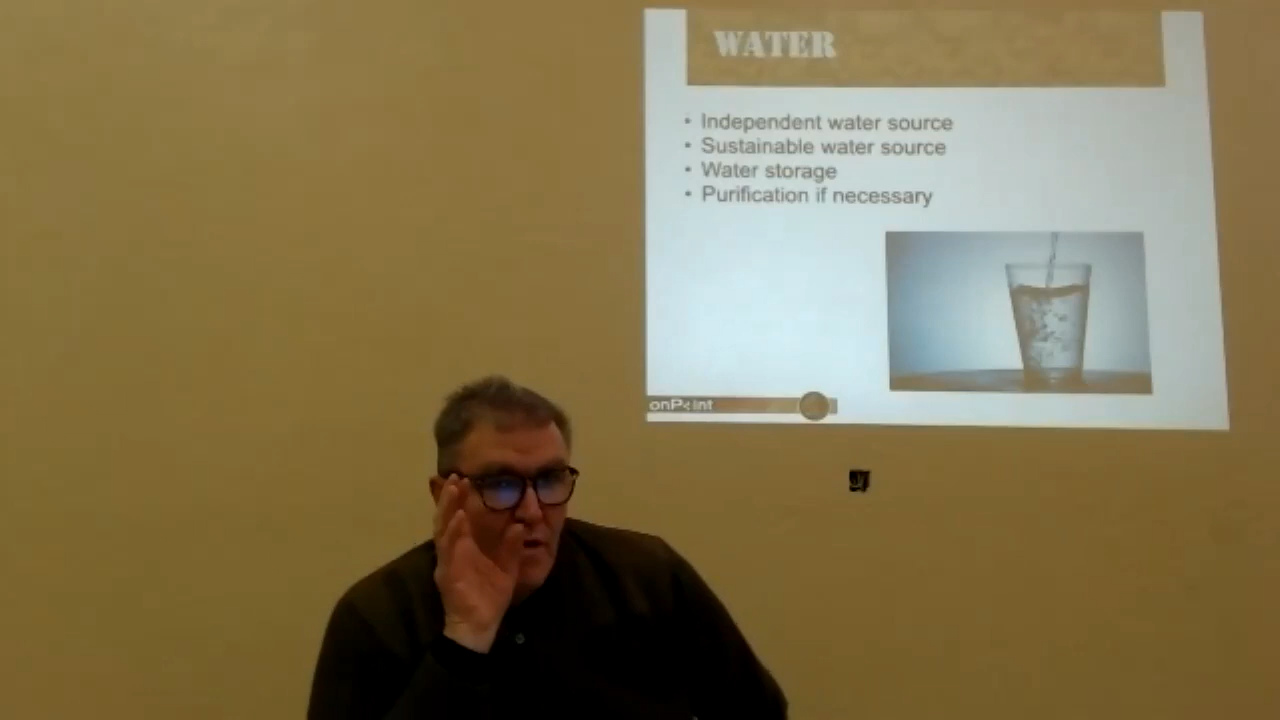 WATER
• Independent water source
• Sustainable water source
• Water storage
• Purification if necessary